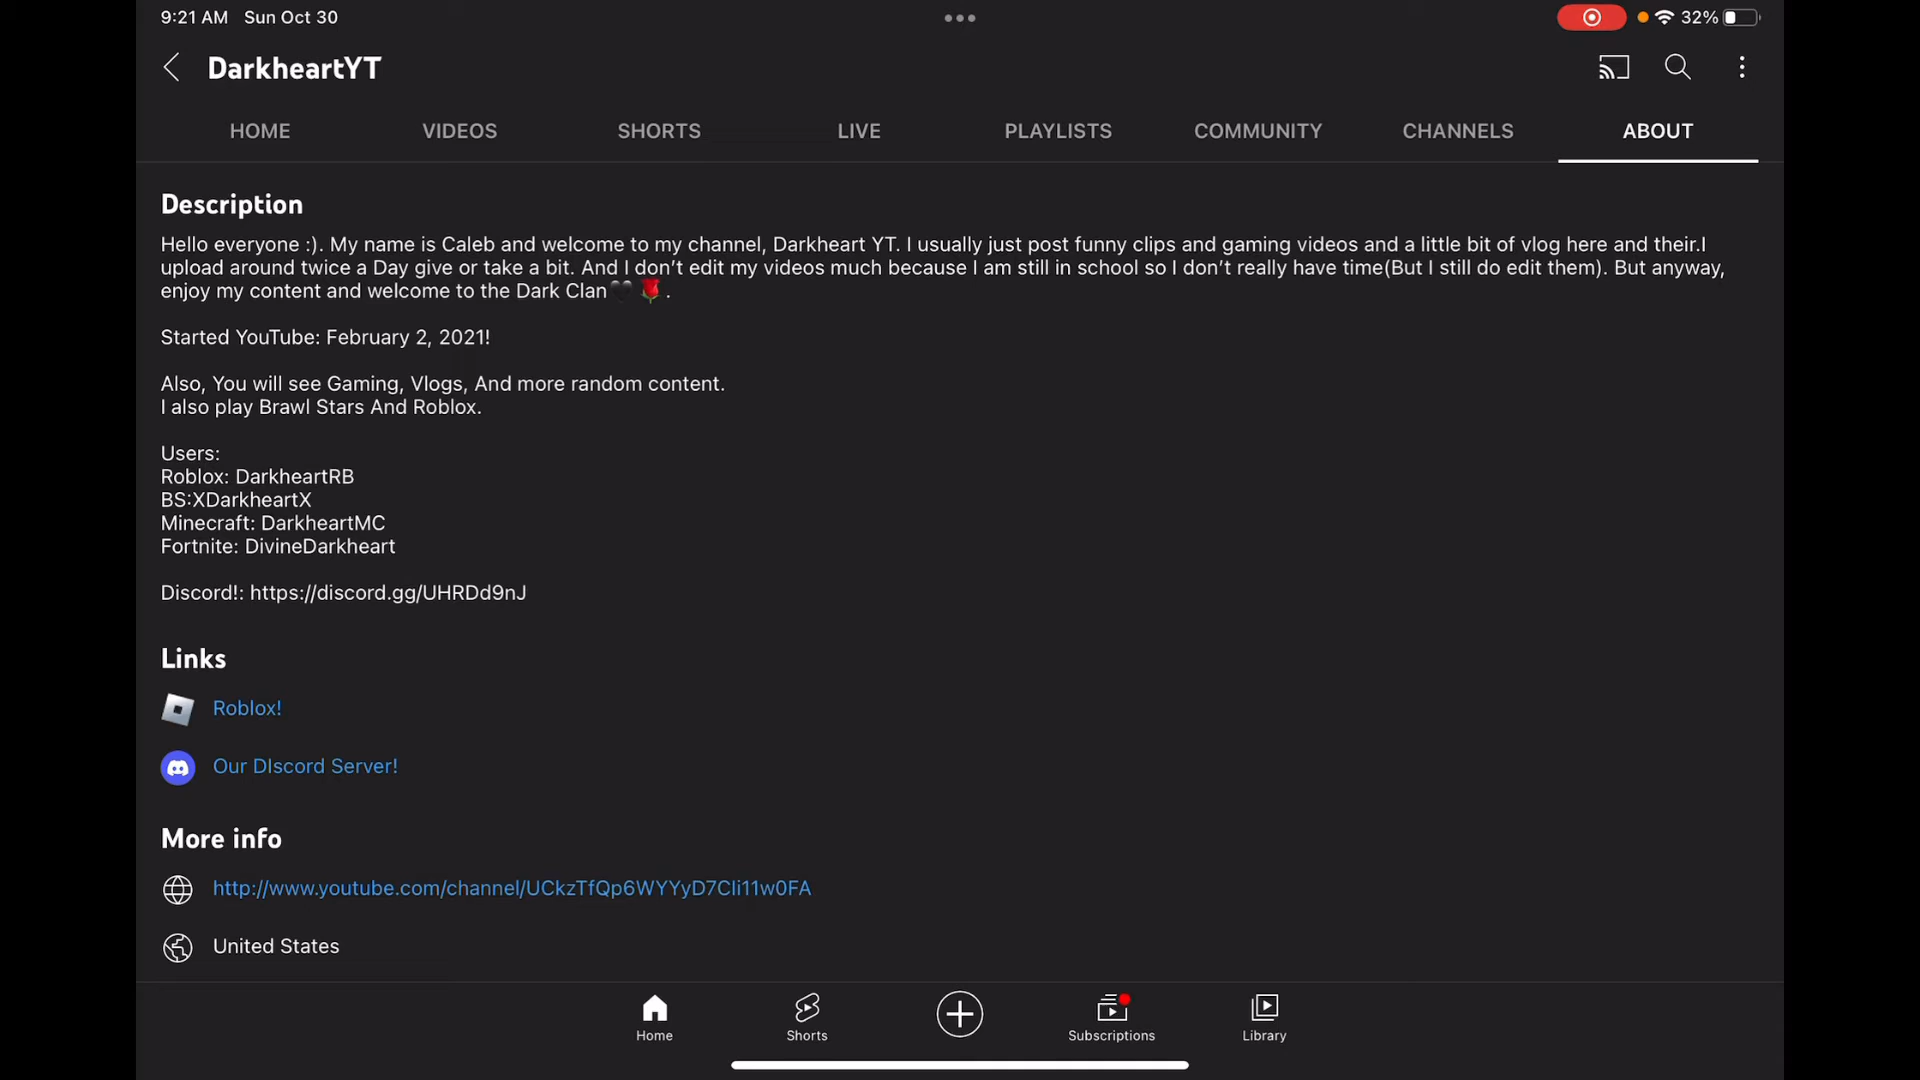 9:21 AM Sun Oct 30
32%
DarkheartYT
HOME VIDEOS SHORTS LIVE PLAYLISTS COMMUNITY CHANNELS ABOUT
Description
Hello everyone :). My name is Caleb and welcome to my channel, Darkheart YT. I usually just post funny clips and gaming videos and a little bit of vlog here and their.I
upload around twice a Day give or take a bit. And I don’t edit my videos much because I am still in school so I don’t really have time(But I still do edit them). But anyway,
enjoy my content and welcome to the Dark Clan🖤🌹.
Started YouTube: February 2, 2021!
Also, You will see Gaming, Vlogs, And more random content.
I also play Brawl Stars And Roblox.
Users:
Roblox: DarkheartRB
BS:XDarkheartX
Minecraft: DarkheartMC
Fortnite: DivineDarkheart
Discord!: https://discord.gg/UHRDd9nJ
Links
Roblox!
Our DIscord Server!
More info
http://www.youtube.com/channel/UCkzTfQp6WYYyD7Cli11w0FA
United States
Home Shorts Subscriptions Library